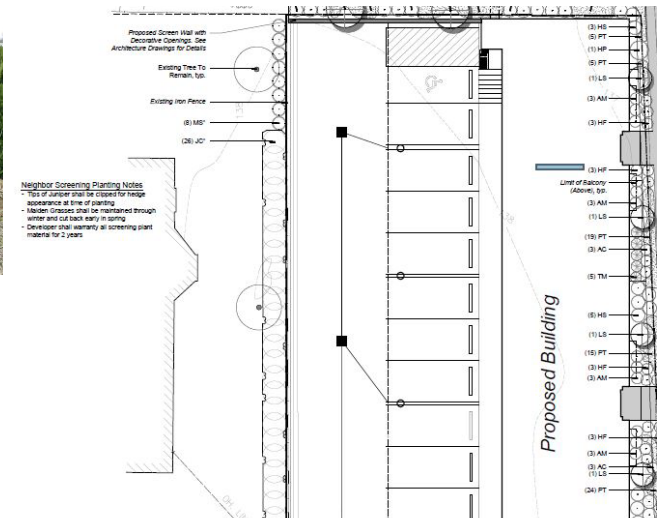 Proposed Screen Wall with
Decorative Openings. See
Architecture Drawings for Details
Existing Tree To
Remain, typ.
Existing Iron Fence
(8) MS*
(26) JC*
Neighbor Screening Planting Notes
- Tips of Juniper shall be clipped for hedge
appearance at time of planting
- Maiden Grasses shall be maintained through
winter and cut back early in spring
- Developer shall warranty all screening plant
material for 2 years
Proposed Building
(3) HS
(5) PT
(1) HP
(5) PT
(1) LS
(3) AM
(3) HF
(3) HF
Limit of Balcony
(Above), typ.
(3) AM
(1) LS
(19) PT
(3) AC
(5) TM
(6) HS
(1) LS
(15) PT
(3) HF
(3) AM
(3) HF
(3) AM
(3) AC
(1) LS
(24) PT